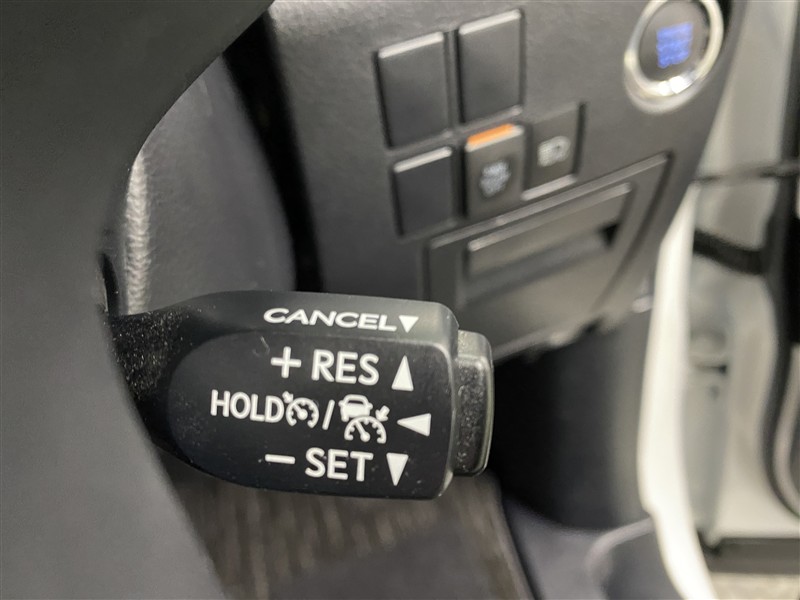 CANCEL▼
+ RES ▲
HOLD / ◀
− SET ▼